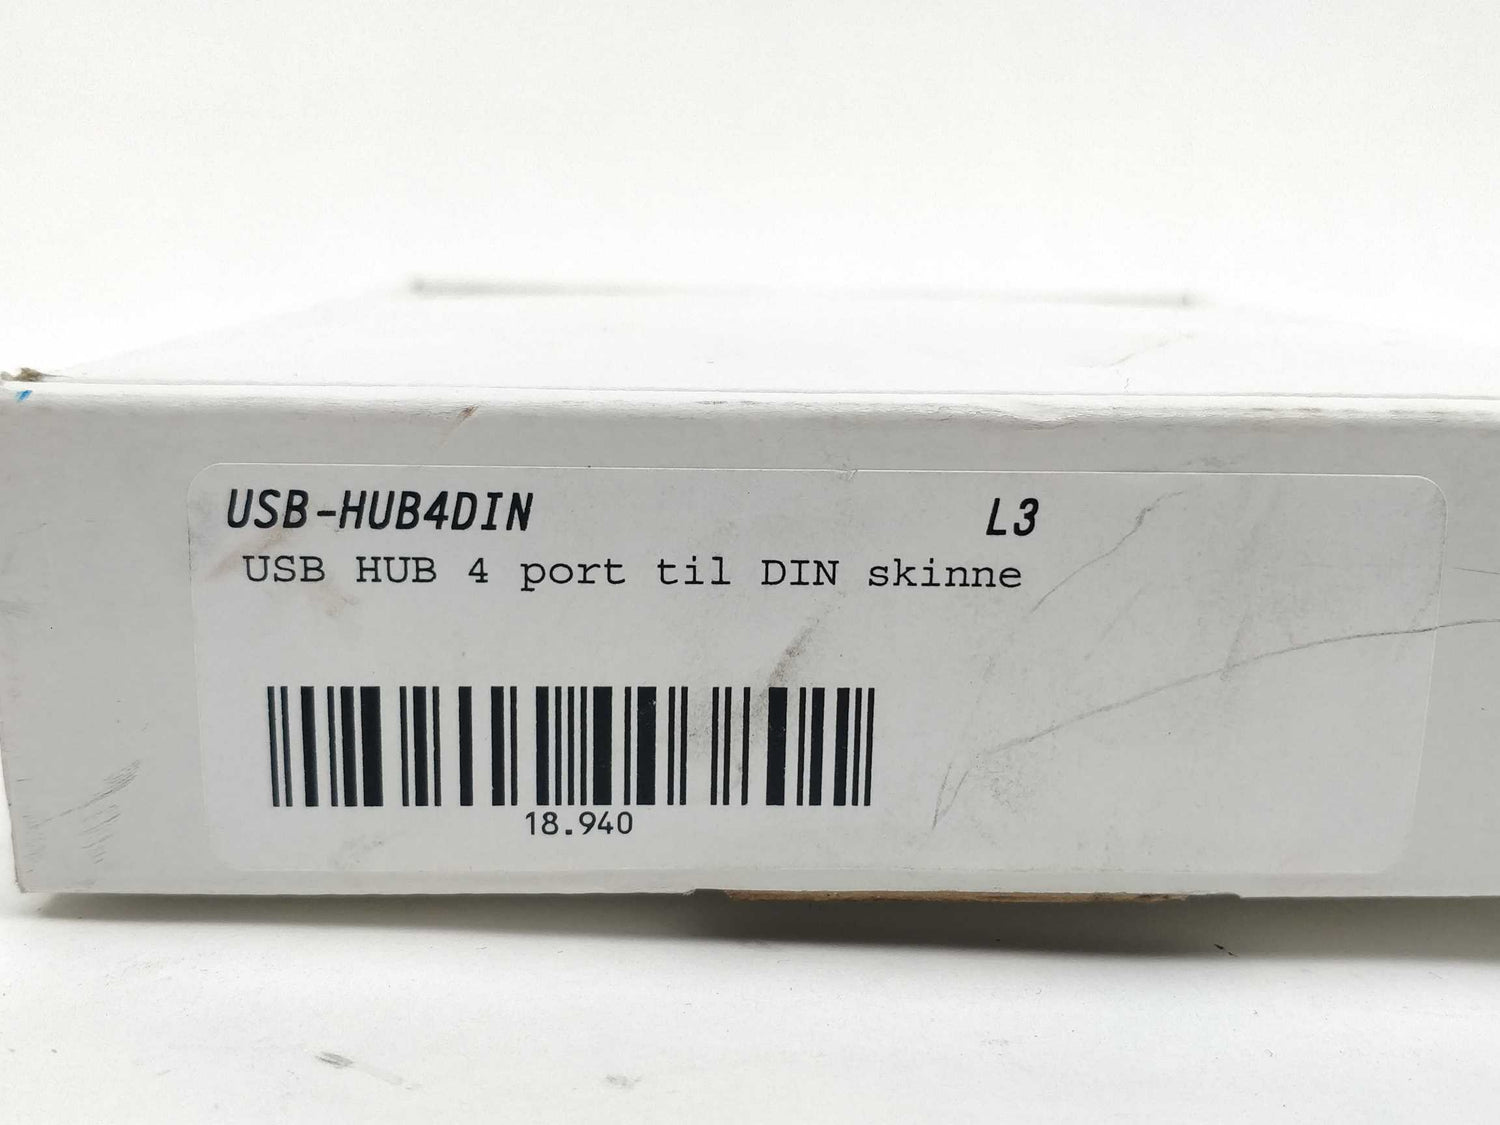 USB-HUB4DIN L3
USB HUB 4 port til DIN skinne
18.940